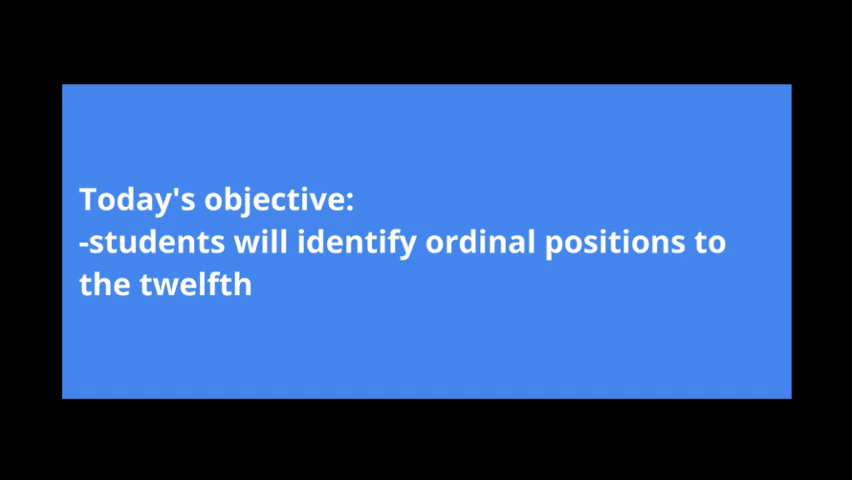 Today's objective:
-students will identify ordinal positions to
the twelfth